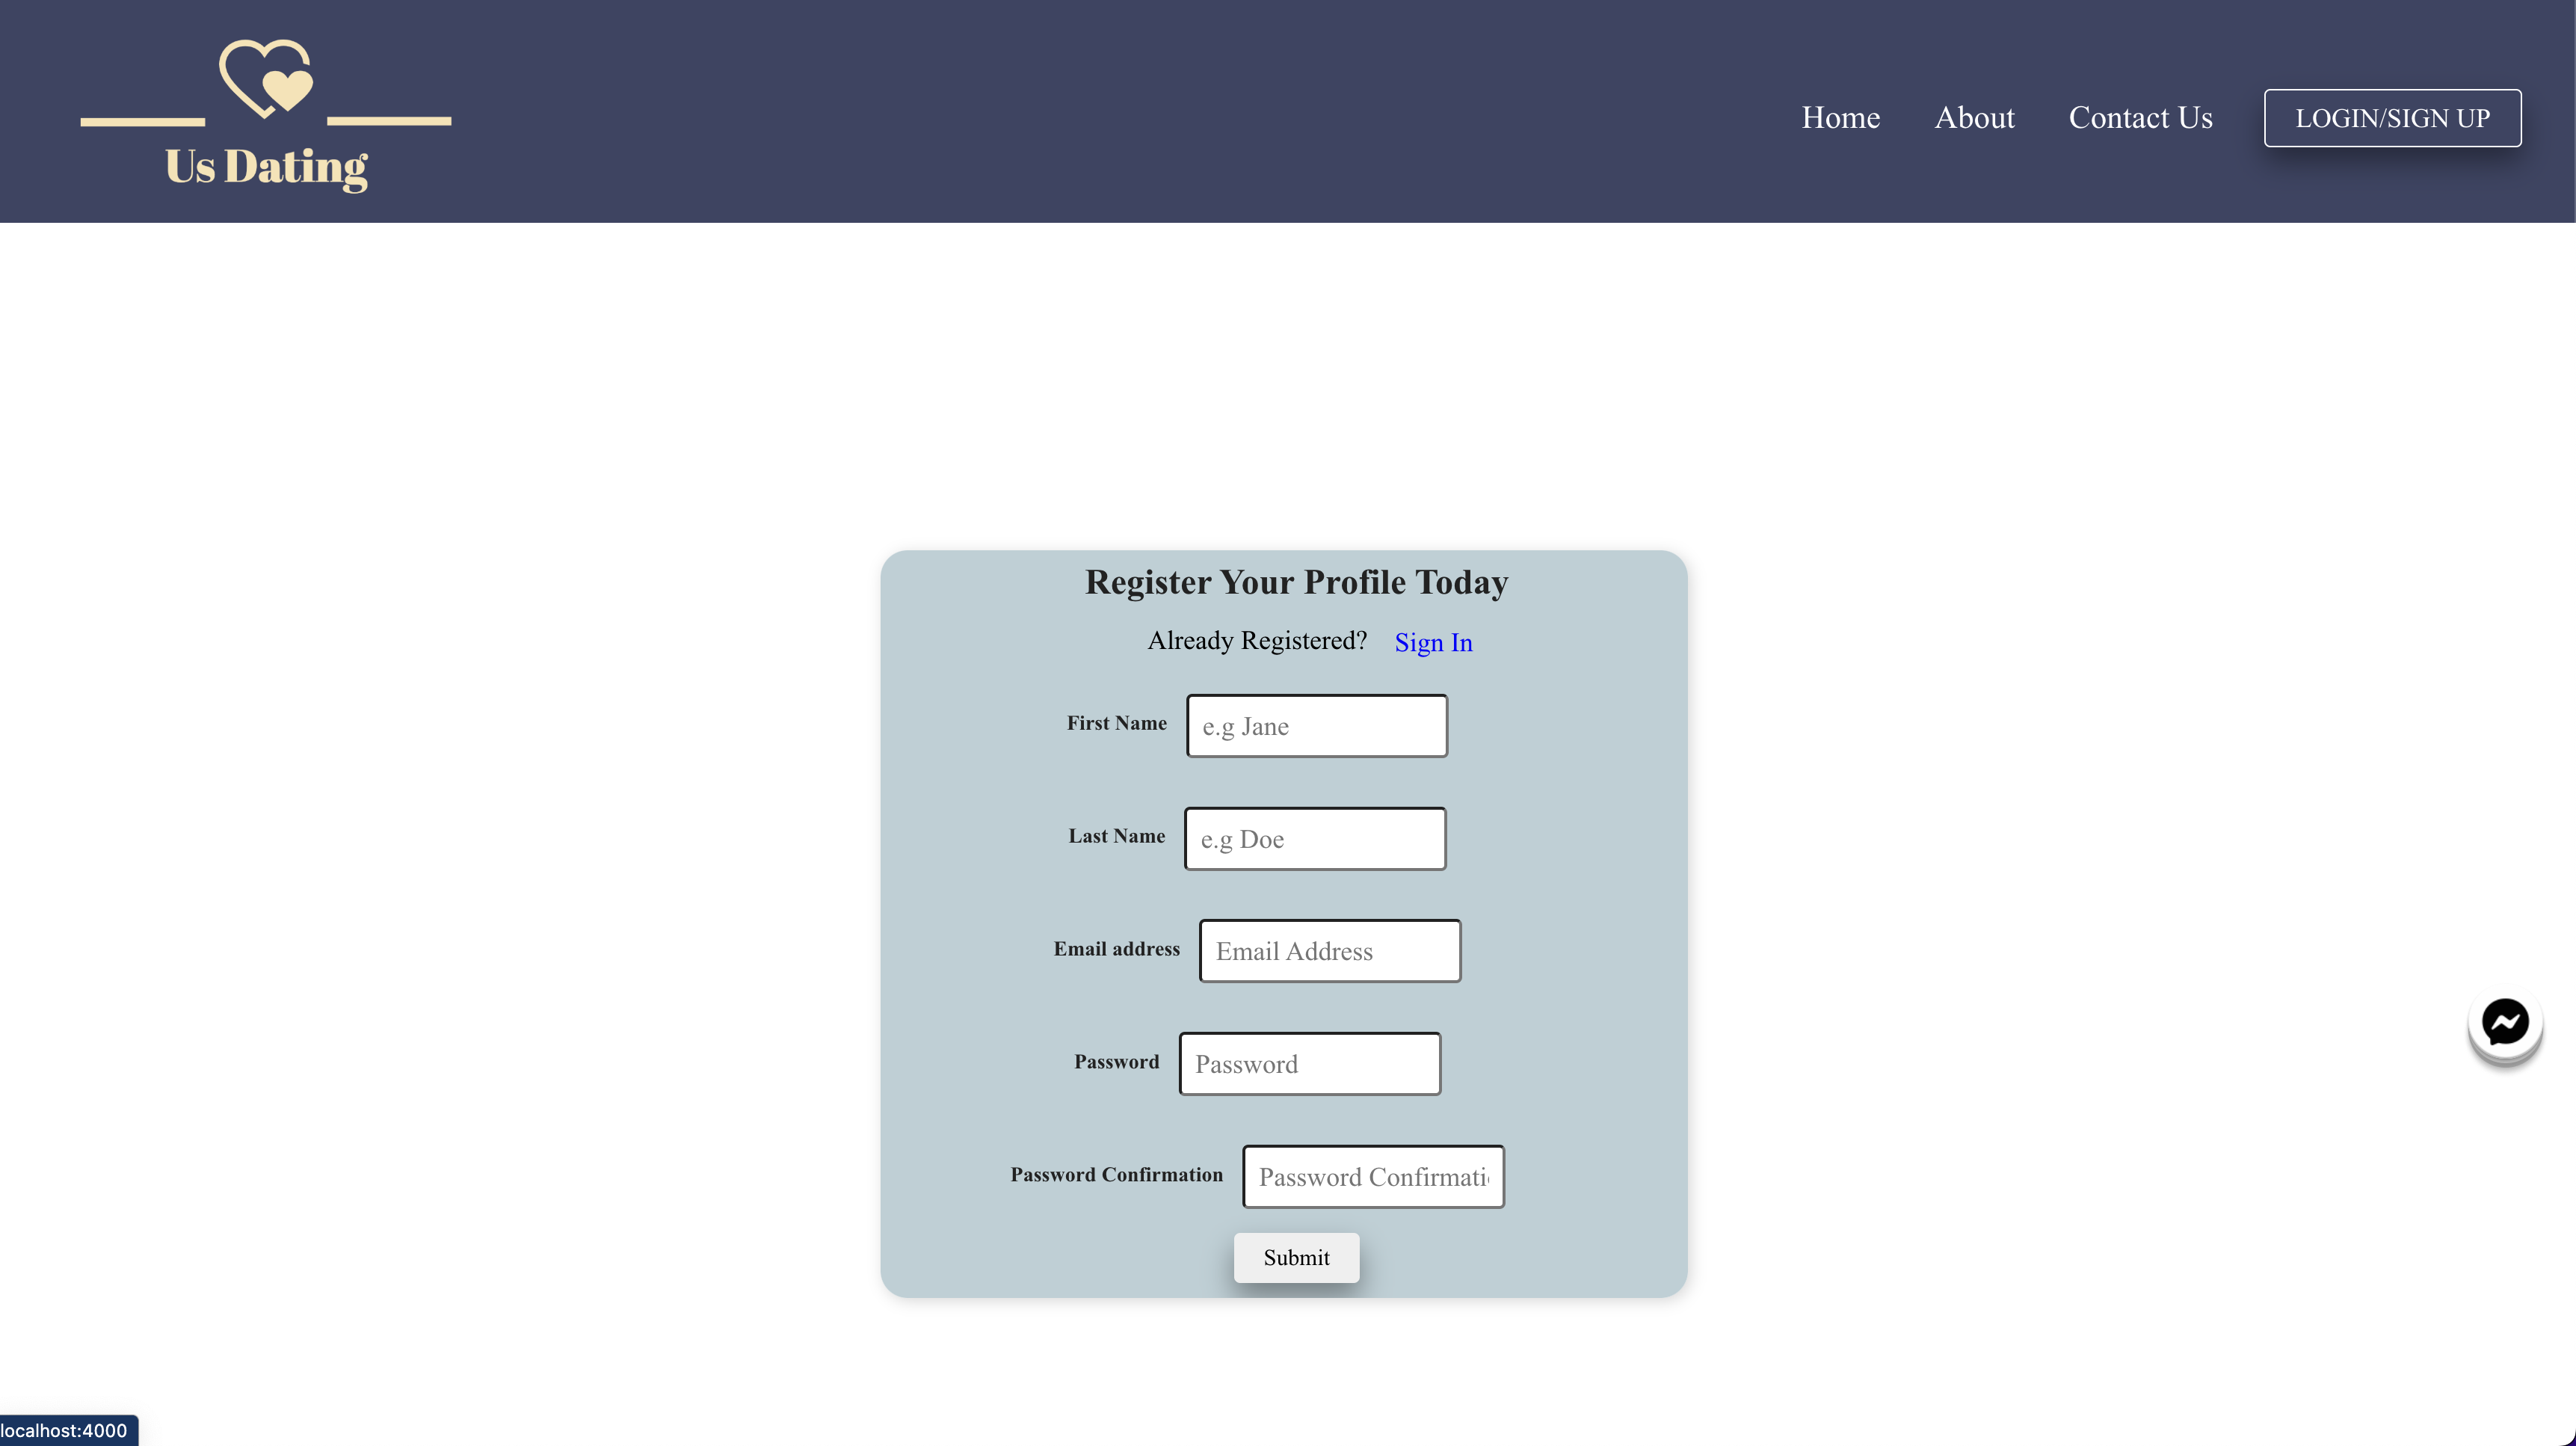 Us Dating
Home About Contact Us LOGIN/SIGN UP
Register Your Profile Today
Already Registered? Sign In
First Name e.g Jane
Last Name e.g Doe
Email address Email Address
Password Password
Password Confirmation Password Confirmati
Submit
localhost:4000